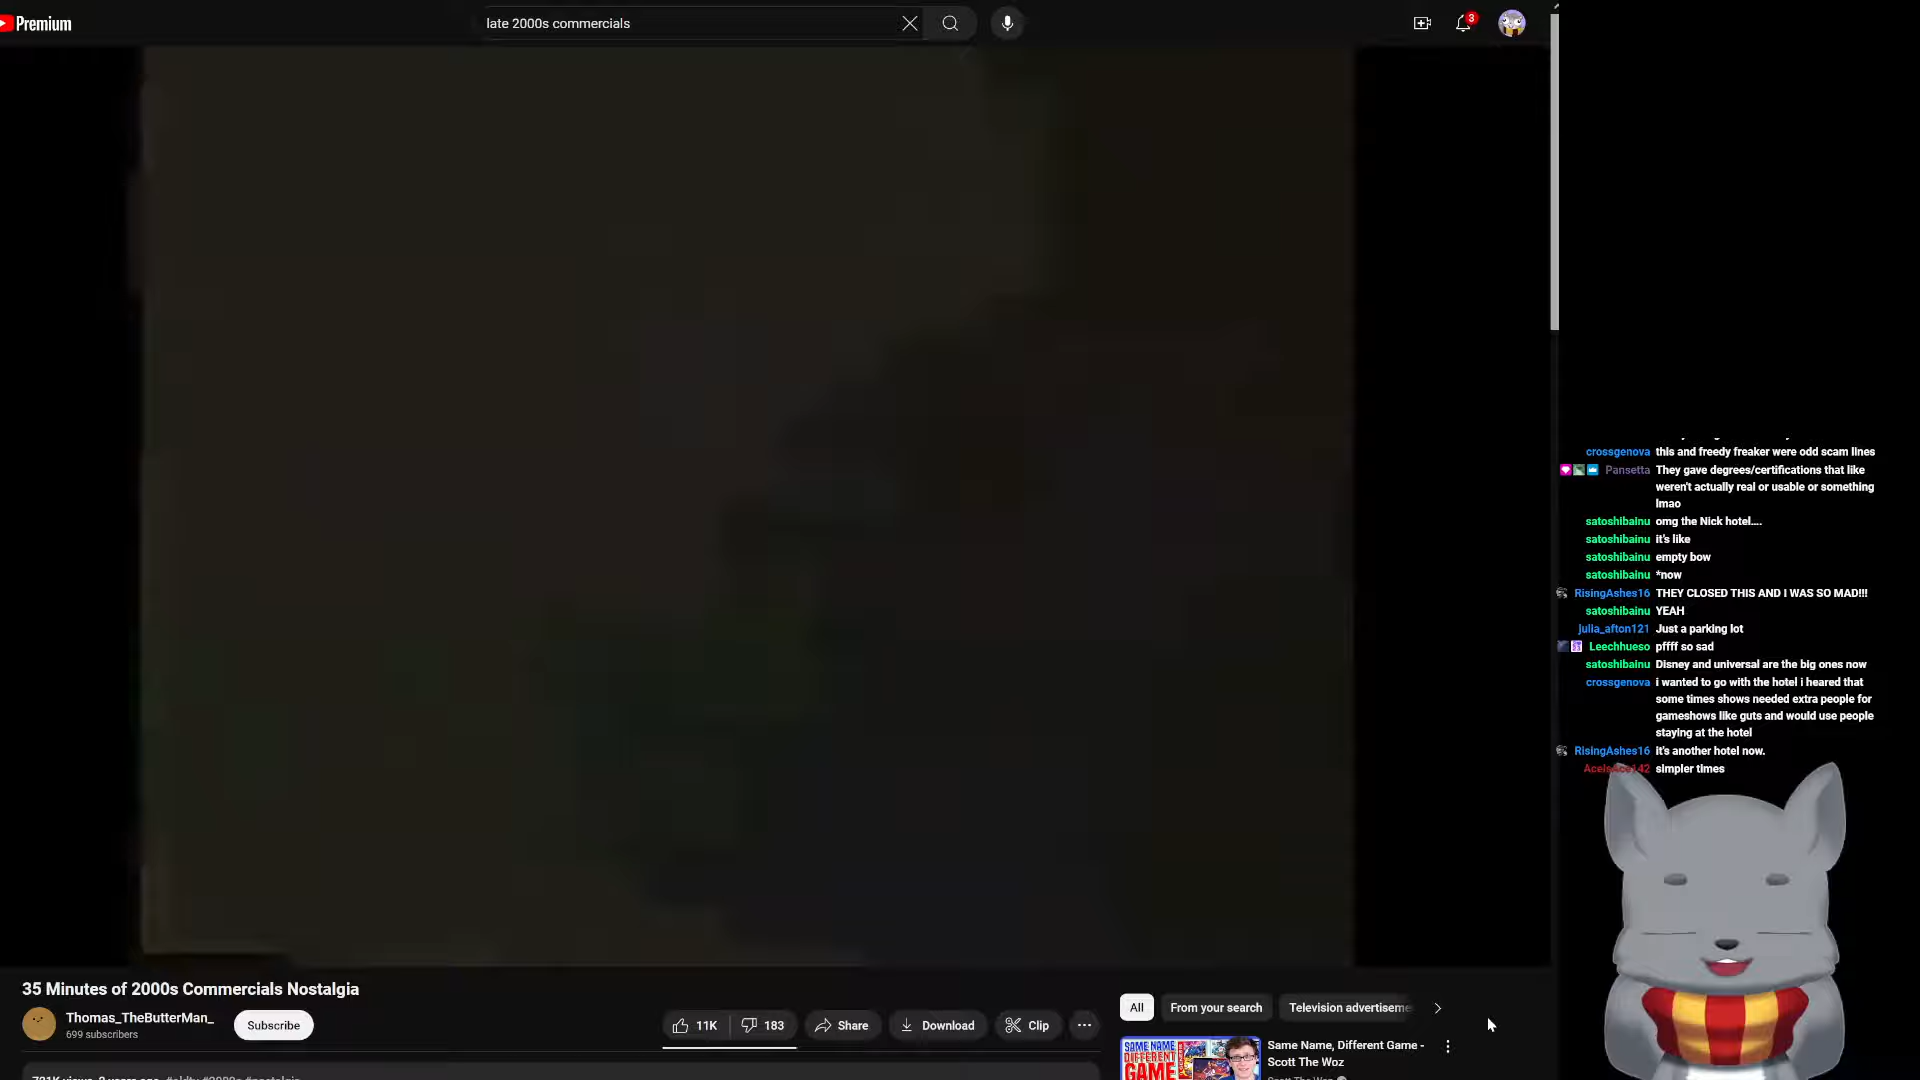 Premium
late 2000s commercials
3
crossgenova this and freedy freaker were odd scam lines
Pansetta They gave degrees/certifications that like
weren't actually real or usable or something
lmao
satoshibainu omg the Nick hotel....
satoshibainu it's like
satoshibainu empty bow
satoshibainu *now
RisingAshes16 THEY CLOSED THIS AND I WAS SO MAD!!!
satoshibainu YEAH
julia_afton121 Just a parking lot
Leechhueso pffff so sad
satoshibainu Disney and universal are the big ones now
crossgenova i wanted to go with the hotel i heared that
some times shows needed extra people for
gameshows like guts and would use people
staying at the hotel
RisingAshes16 it's another hotel now.
simpler times
35 Minutes of 2000s Commercials Nostalgia
Thomas_TheButterMan_
699 subscribers
Subscribe
11K
183
Share
Download
Clip
All
From your search
Television advertiseme
SAME NAME
DIFFERENT
GAME
Same Name, Different Game -
Scott The Woz